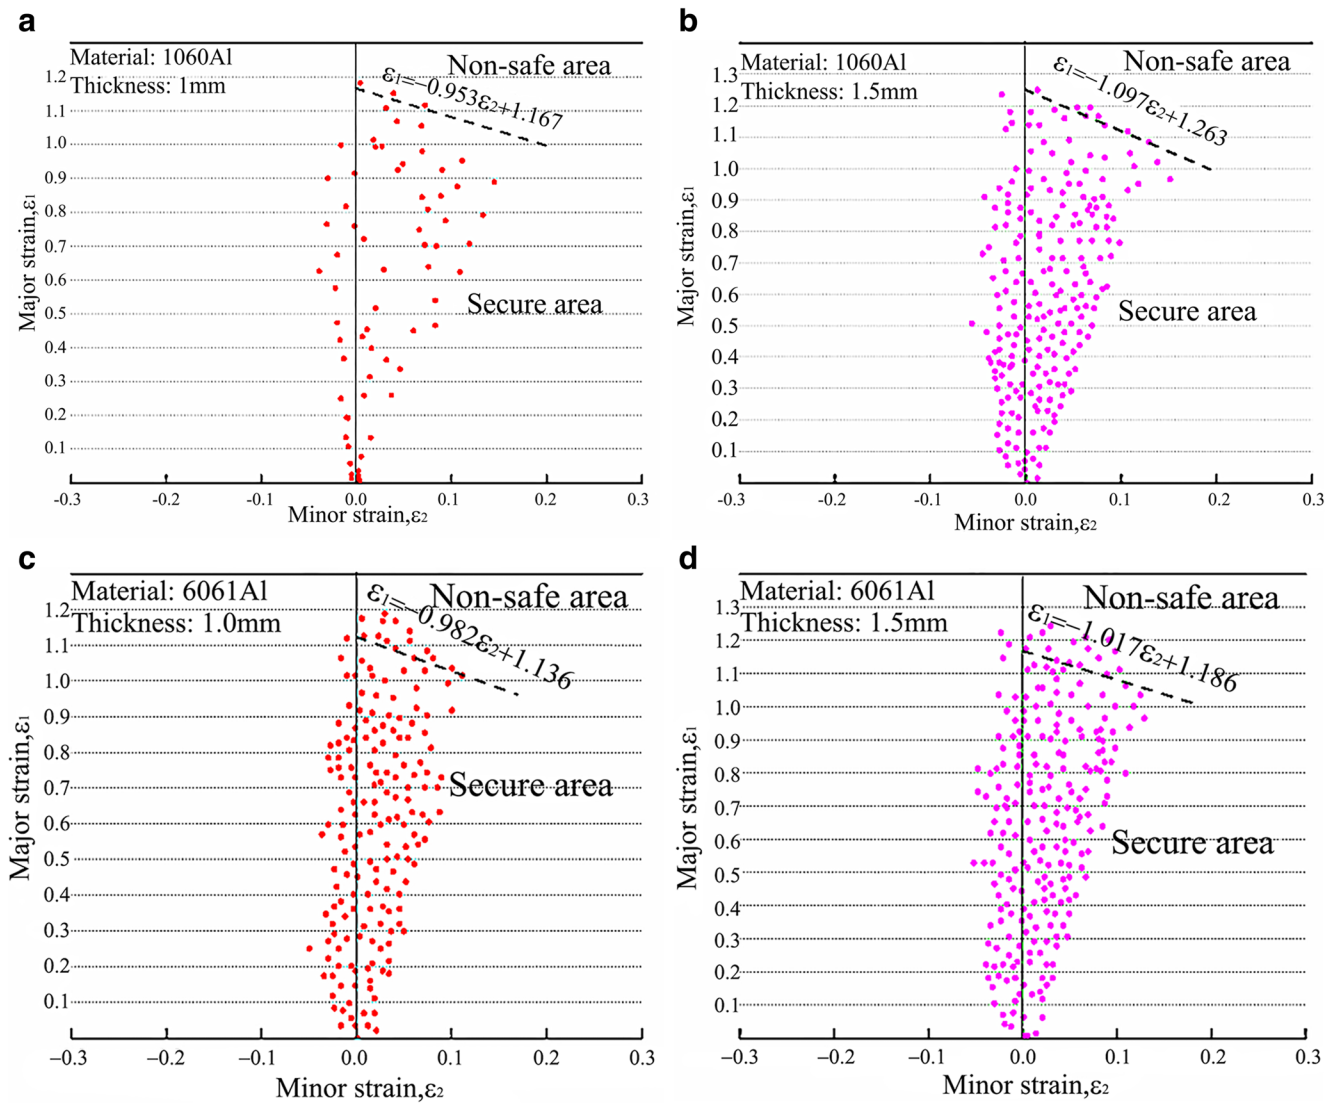 a
Material: 1060Al
Thickness: 1mm
Non-safe area
ε1=−0.953ε2+1.167
Secure area
1.2
1.1
1.0
0.9
0.8
0.7
0.6
0.5
0.4
0.3
0.2
0.1
Major strain,ε1
-0.3
-0.2
-0.1
0.0
0.1
0.2
0.3
Minor strain,ε2
b
Material: 1060Al
Thickness: 1.5mm
Non-safe area
ε1=−1.097ε2+1.263
Secure area
1.3
1.2
1.1
1.0
0.9
0.8
0.7
0.6
0.5
0.4
0.3
0.2
0.1
Major strain,ε1
-0.3
-0.2
-0.1
0.0
0.1
0.2
0.3
Minor strain,ε2
c
Material: 6061Al
Thickness: 1.0mm
Non-safe area
ε1=−0.982ε2+1.136
Secure area
1.2
1.1
1.0
0.9
0.8
0.7
0.6
0.5
0.4
0.3
0.2
0.1
Major strain,ε1
−0.3
−0.2
−0.1
0.0
0.1
0.2
0.3
Minor strain,ε2
d
Material: 6061Al
Thickness: 1.5mm
Non-safe area
ε1=−1.017ε2+1.186
Secure area
1.3
1.2
1.1
1.0
0.9
0.8
0.7
0.6
0.5
0.4
0.3
0.2
0.1
Major strain,ε1
−0.3
−0.2
−0.1
0.0
0.1
0.2
0.3
Minor strain,ε2